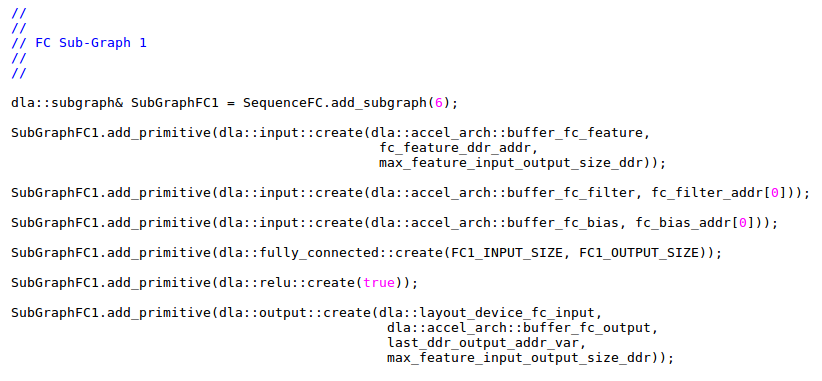 //
//
// FC Sub-Graph 1
//
//
dla::subgraph& SubGraphFC1 = SequenceFC.add_subgraph(6);
SubGraphFC1.add_primitive(dla::input::create(dla::accel_arch::buffer_fc_feature,
fc_feature_ddr_addr,
max_feature_input_output_size_ddr));
SubGraphFC1.add_primitive(dla::input::create(dla::accel_arch::buffer_fc_filter, fc_filter_addr[0]));
SubGraphFC1.add_primitive(dla::input::create(dla::accel_arch::buffer_fc_bias, fc_bias_addr[0]));
SubGraphFC1.add_primitive(dla::fully_connected::create(FC1_INPUT_SIZE, FC1_OUTPUT_SIZE));
SubGraphFC1.add_primitive(dla::relu::create(true));
SubGraphFC1.add_primitive(dla::output::create(dla::layout_device_fc_input,
dla::accel_arch::buffer_fc_output,
last_ddr_output_addr_var,
max_feature_input_output_size_ddr));